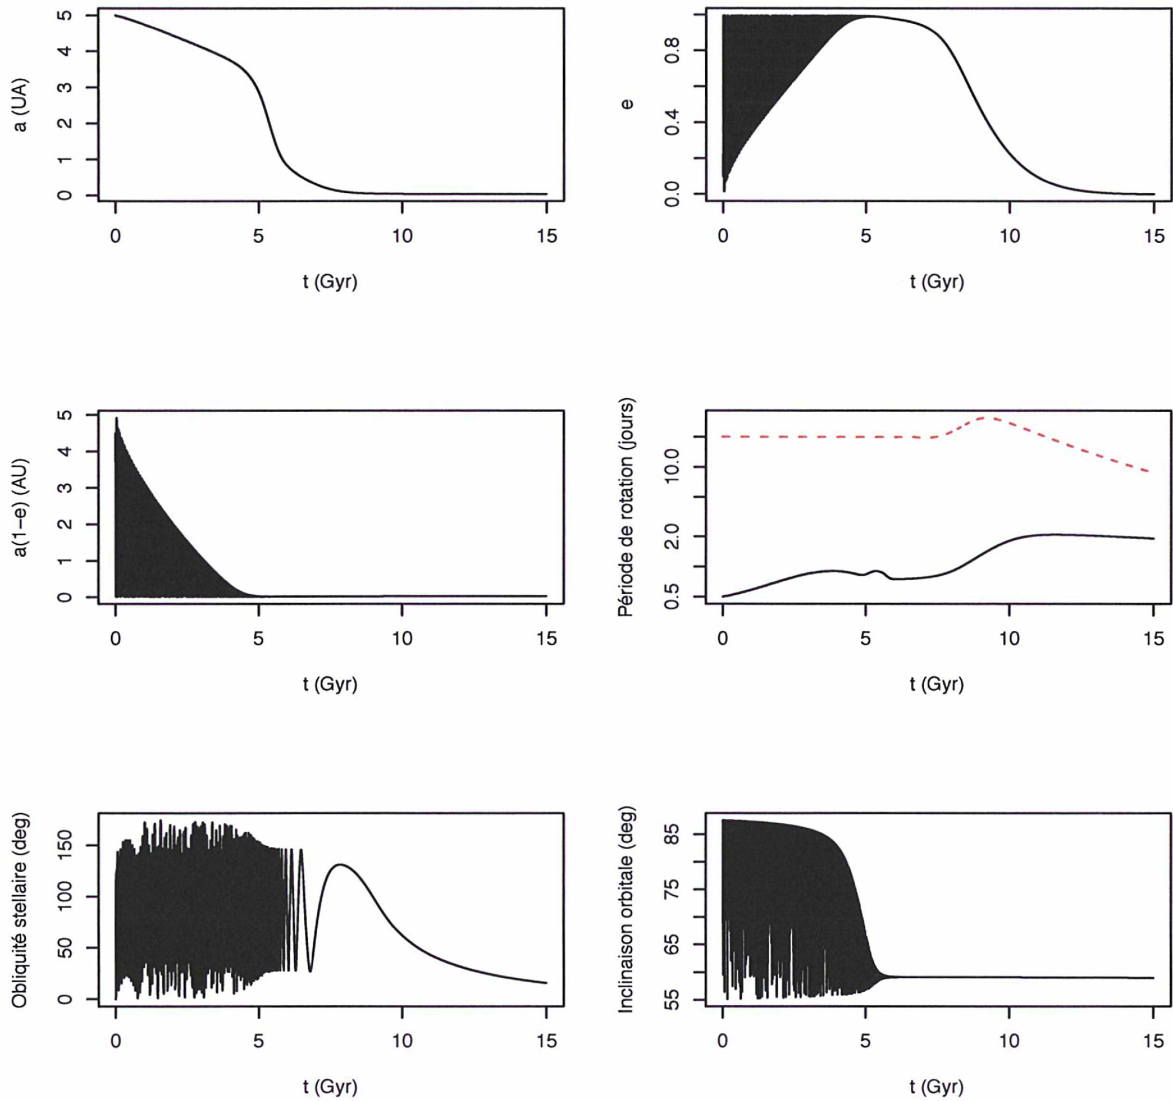 a (UA)
5
4
3
2
1
0
0 5 10 15
t (Gyr)
e
0.8
0.4
0.0
0 5 10 15
t (Gyr)
a(1−e) (AU)
5
4
3
2
1
0
0 5 10 15
t (Gyr)
Période de rotation (jours)
10.0
2.0
0.5
0 5 10 15
t (Gyr)
Obliquité stellaire (deg)
150
100
50
0
0 5 10 15
t (Gyr)
Inclinaison orbitale (deg)
85
75
65
55
0 5 10 15
t (Gyr)